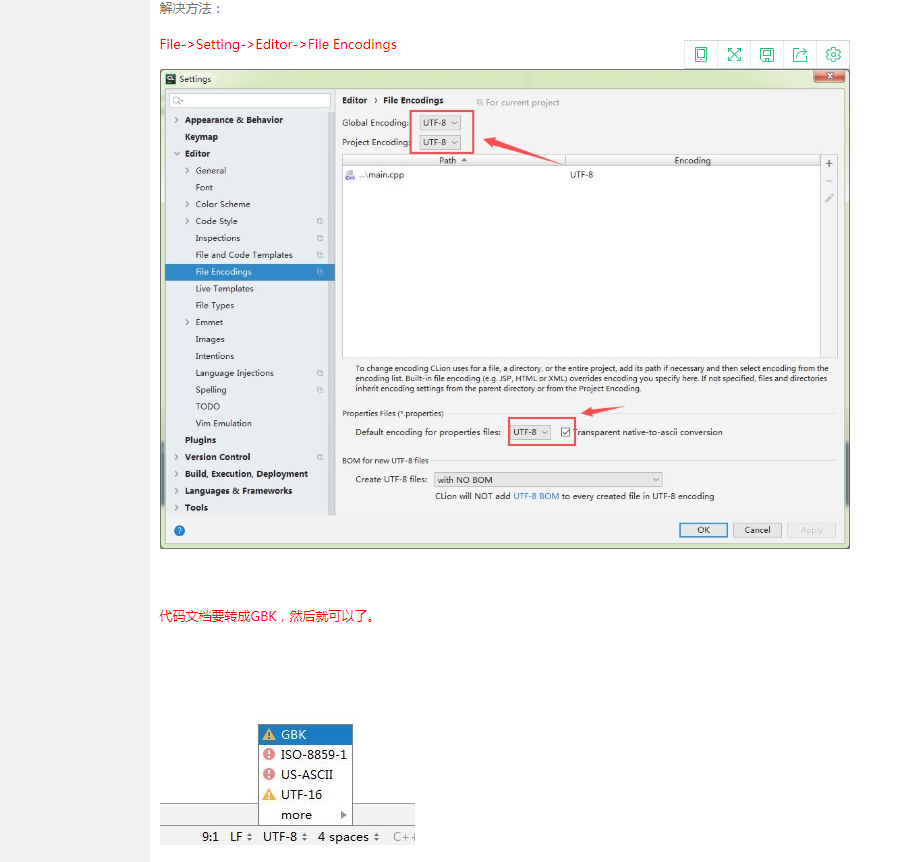 解决方法：
File->Setting->Editor->File Encodings
Settings
Editor › File Encodings
For current project
Appearance & Behavior
Keymap
Editor
General
Font
Color Scheme
Code Style
Inspections
File and Code Templates
File Encodings
Live Templates
File Types
Emmet
Images
Intentions
Language Injections
Spelling
TODO
Vim Emulation
Plugins
Version Control
Build, Execution, Deployment
Languages & Frameworks
Tools
Global Encoding: UTF-8
Project Encoding: UTF-8
Path Encoding
...\main.cpp UTF-8
To change encoding CLion uses for a file, a directory, or the entire project, add its path if necessary and then select encoding from the
encoding list. Built-in file encoding (e.g. JSP, HTML or XML) overrides encoding you specify here. If not specified, files and directories
inherit encoding settings from the parent directory or from the Project Encoding.
Properties Files (*.properties)
Default encoding for properties files: UTF-8 Transparent native-to-ascii conversion
BOM for new UTF-8 files
Create UTF-8 files: with NO BOM
CLion will NOT add UTF-8 BOM to every created file in UTF-8 encoding
? OK Cancel Apply
代码文档要转成GBK，然后就可以了。
GBK
ISO-8859-1
US-ASCII
UTF-16
more
9:1 LF UTF-8 4 spaces C++